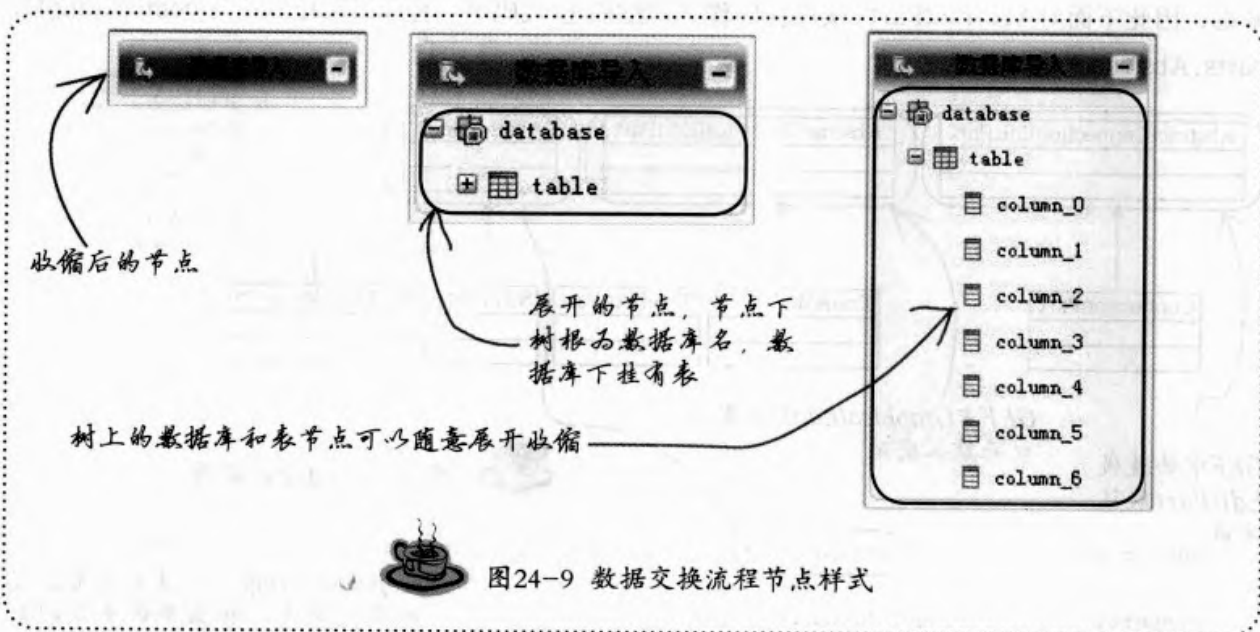 数据库导入
数据库导入
database
table
数据库导入
database
table
column_0
column_1
column_2
column_3
column_4
column_5
column_6
收缩后的节点
展开的节点，节点下
树根为数据库名，数
据库下挂有表
树上的数据库和表节点可以随意展开收缩
图24-9 数据交换流程节点样式